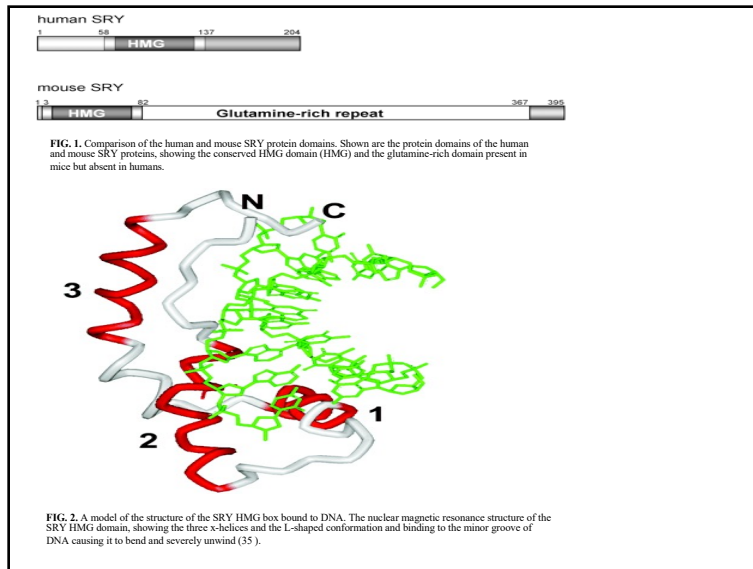 human SRY
1 58 137 204
HMG
mouse SRY
1 3 82 367 395
HMG Glutamine-rich repeat
FIG. 1. Comparison of the human and mouse SRY protein domains. Shown are the protein domains of the human
and mouse SRY proteins, showing the conserved HMG domain (HMG) and the glutamine-rich domain present in
mice but absent in humans.
N C
3
1
2
FIG. 2. A model of the structure of the SRY HMG box bound to DNA. The nuclear magnetic resonance structure of the
SRY HMG domain, showing the three x-helices and the L-shaped conformation and binding to the minor groove of
DNA causing it to bend and severely unwind (35 ).